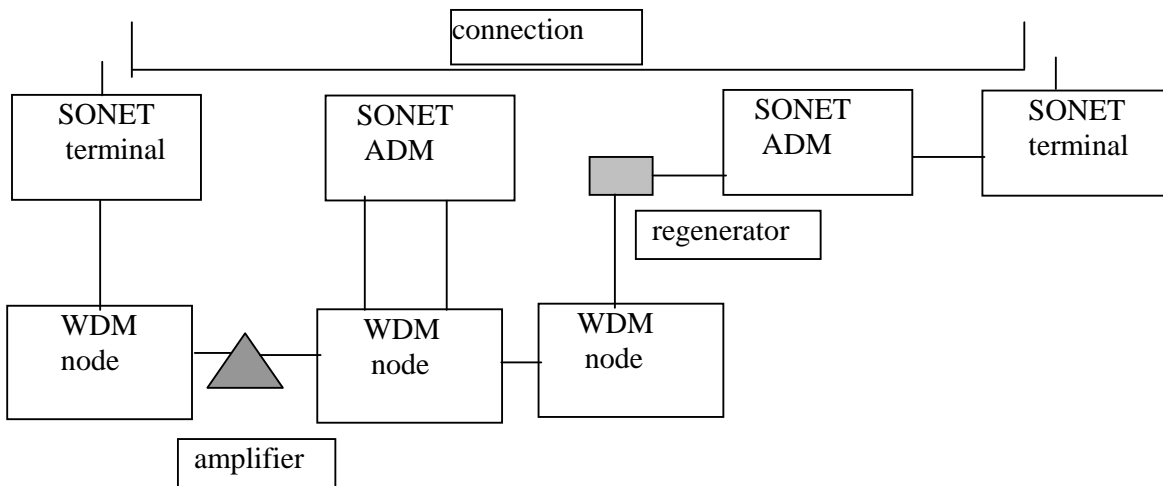 connection
SONET
terminal
SONET
ADM
SONET
ADM
SONET
terminal
regenerator
WDM
node
WDM
node
WDM
node
amplifier